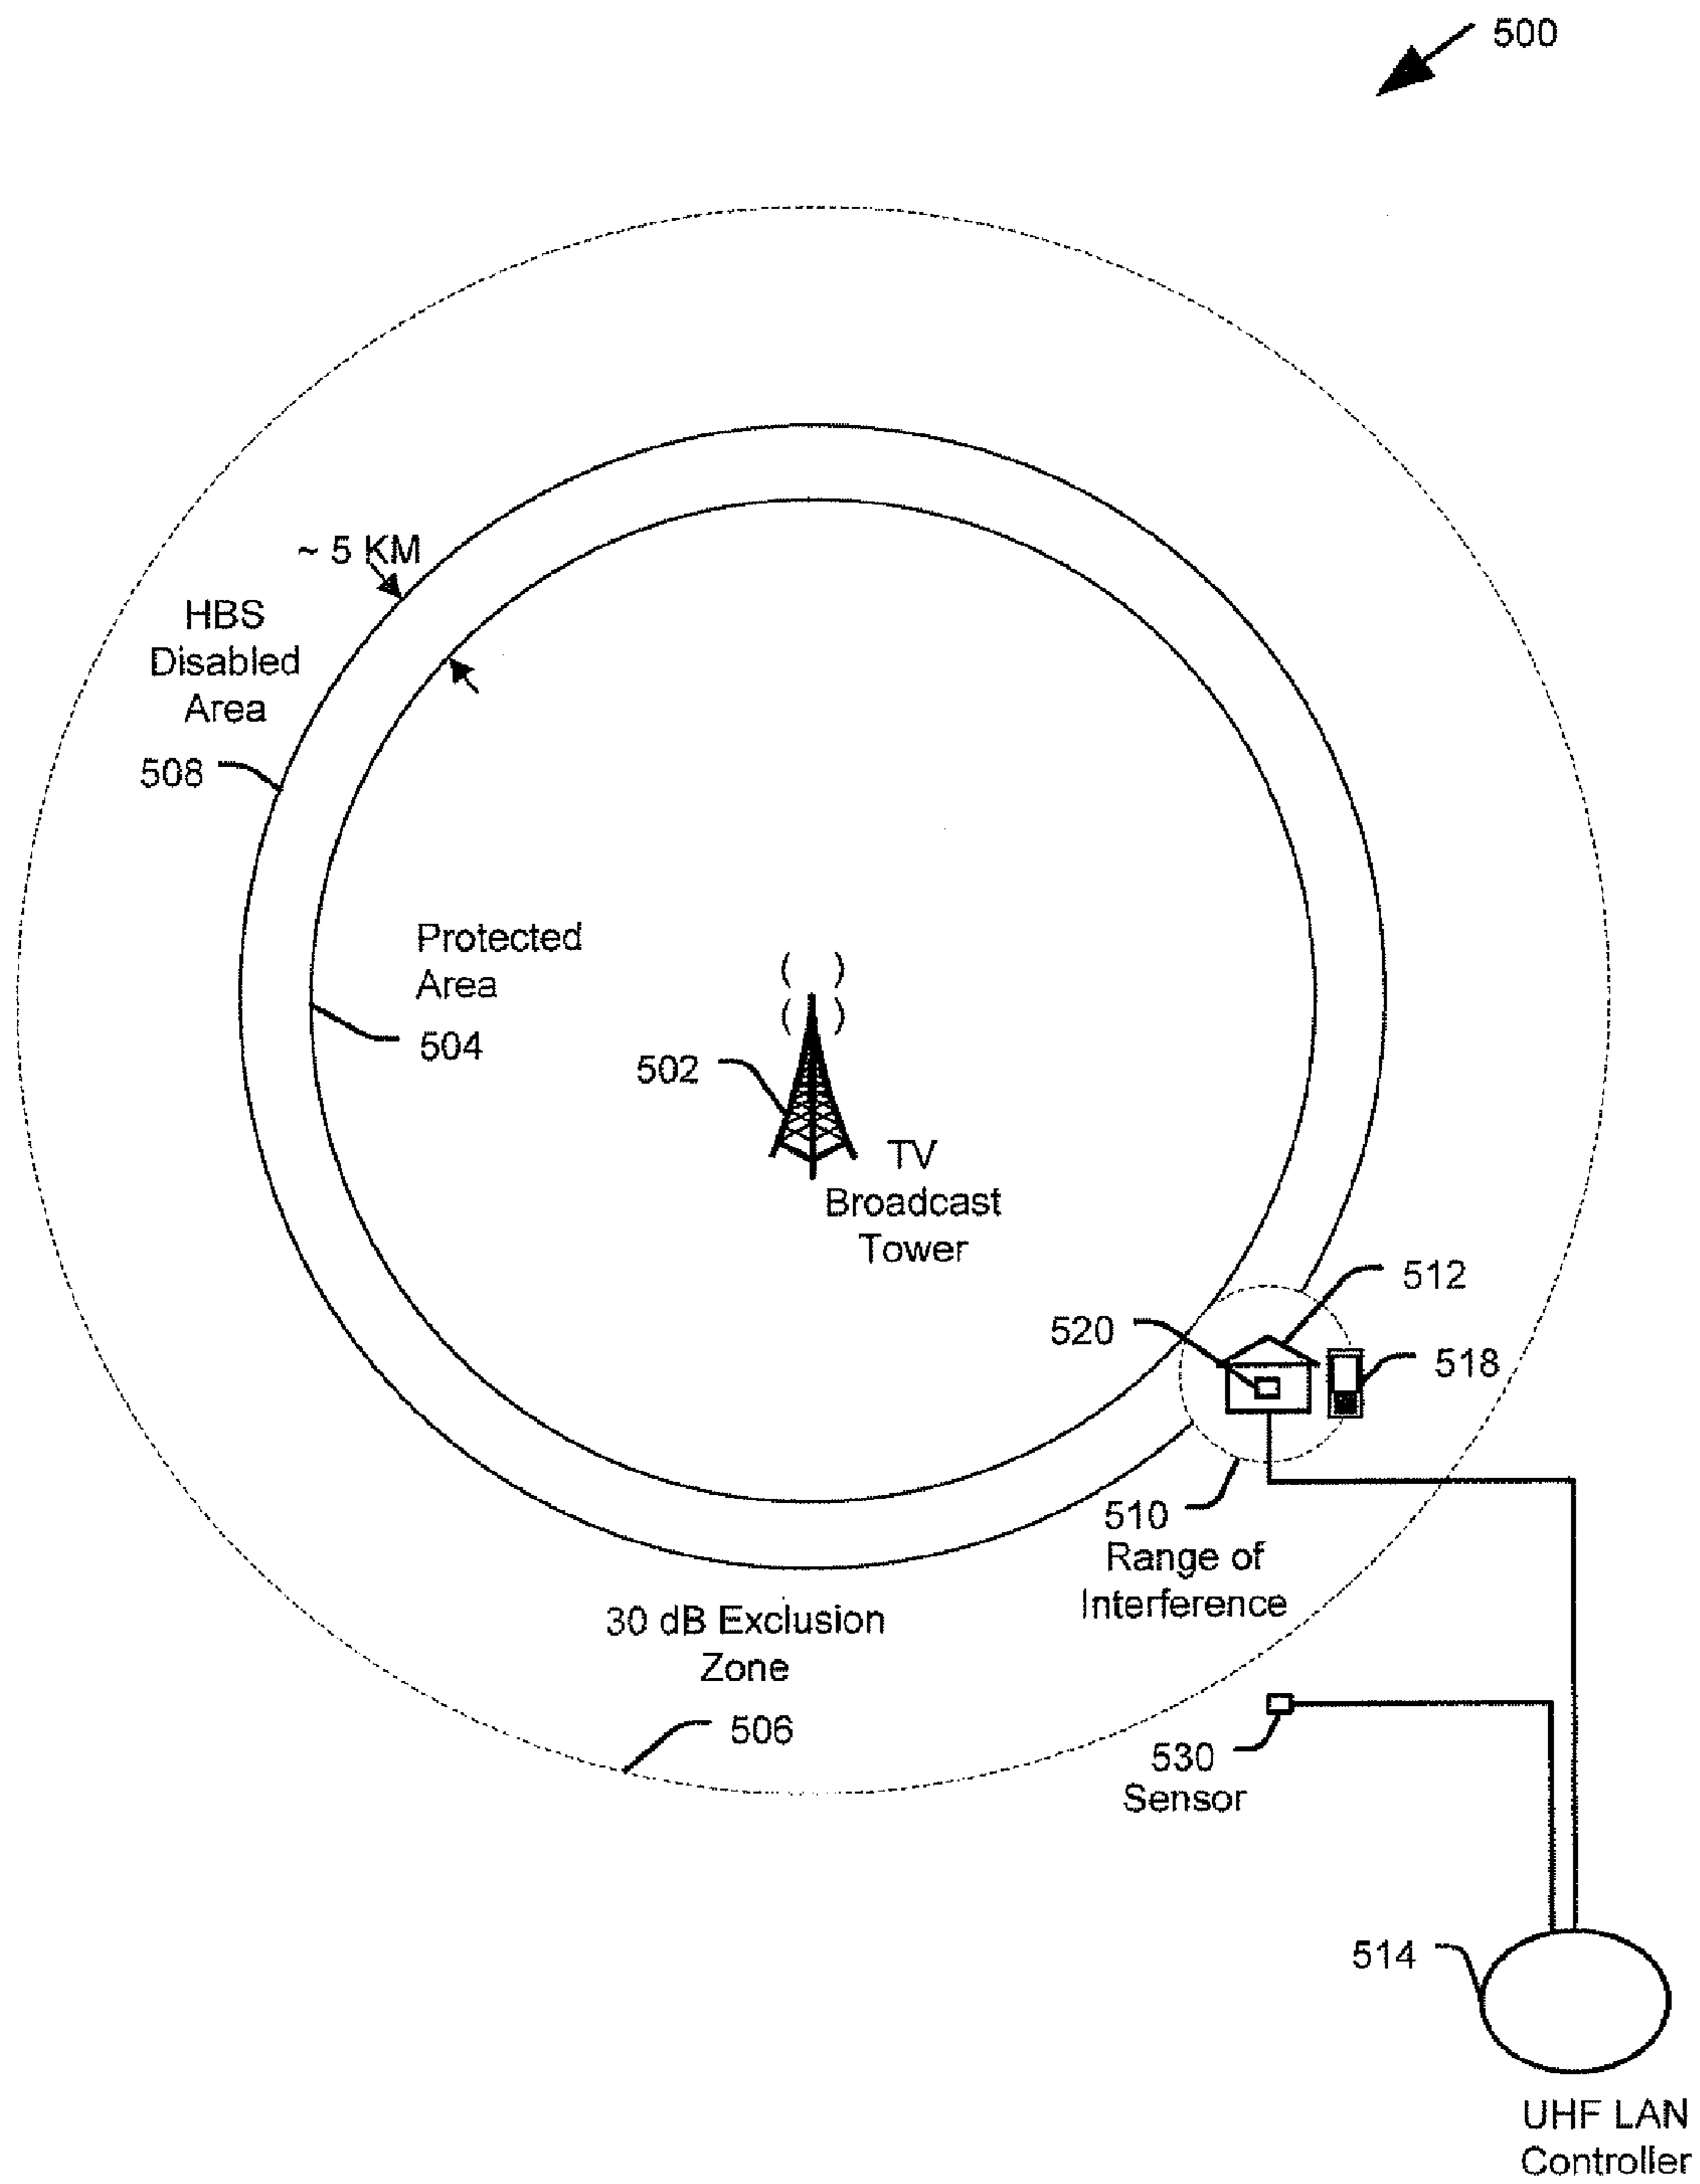 500
~ 5 KM
HBS
Disabled
Area
508
Protected
Area
504
502
TV
Broadcast
Tower
512
520
518
510
Range of
Interference
30 dB Exclusion
Zone
506
530
Sensor
514
UHF LAN
Controller